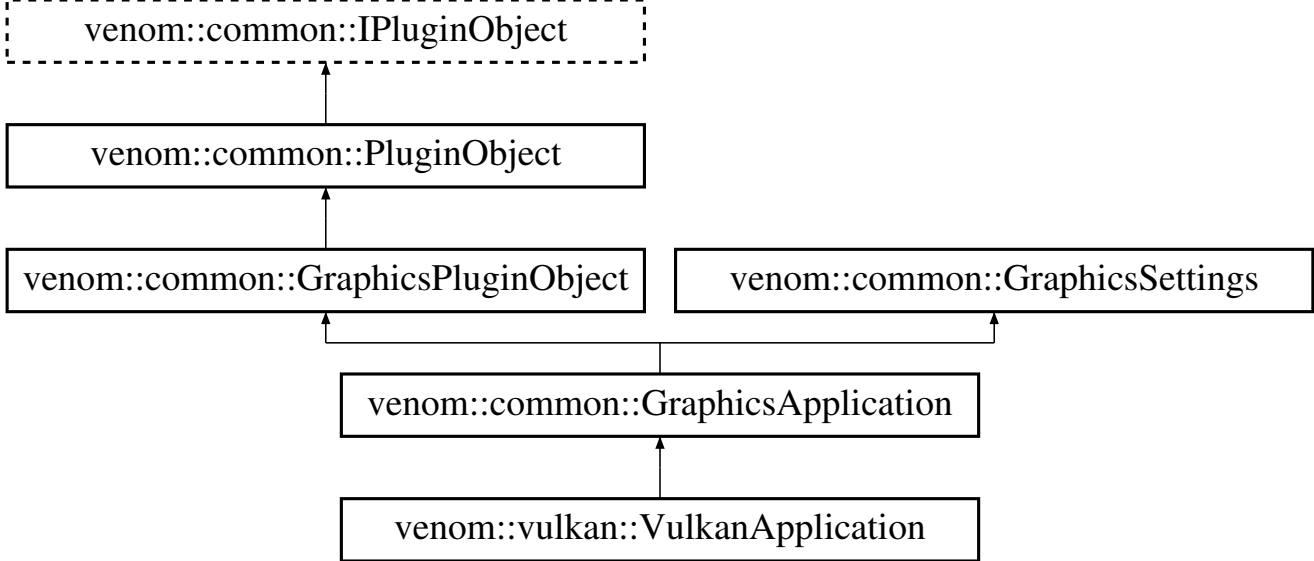 venom::common::IPluginObject
venom::common::PluginObject
venom::common::GraphicsPluginObject
venom::common::GraphicsSettings
venom::common::GraphicsApplication
venom::vulkan::VulkanApplication